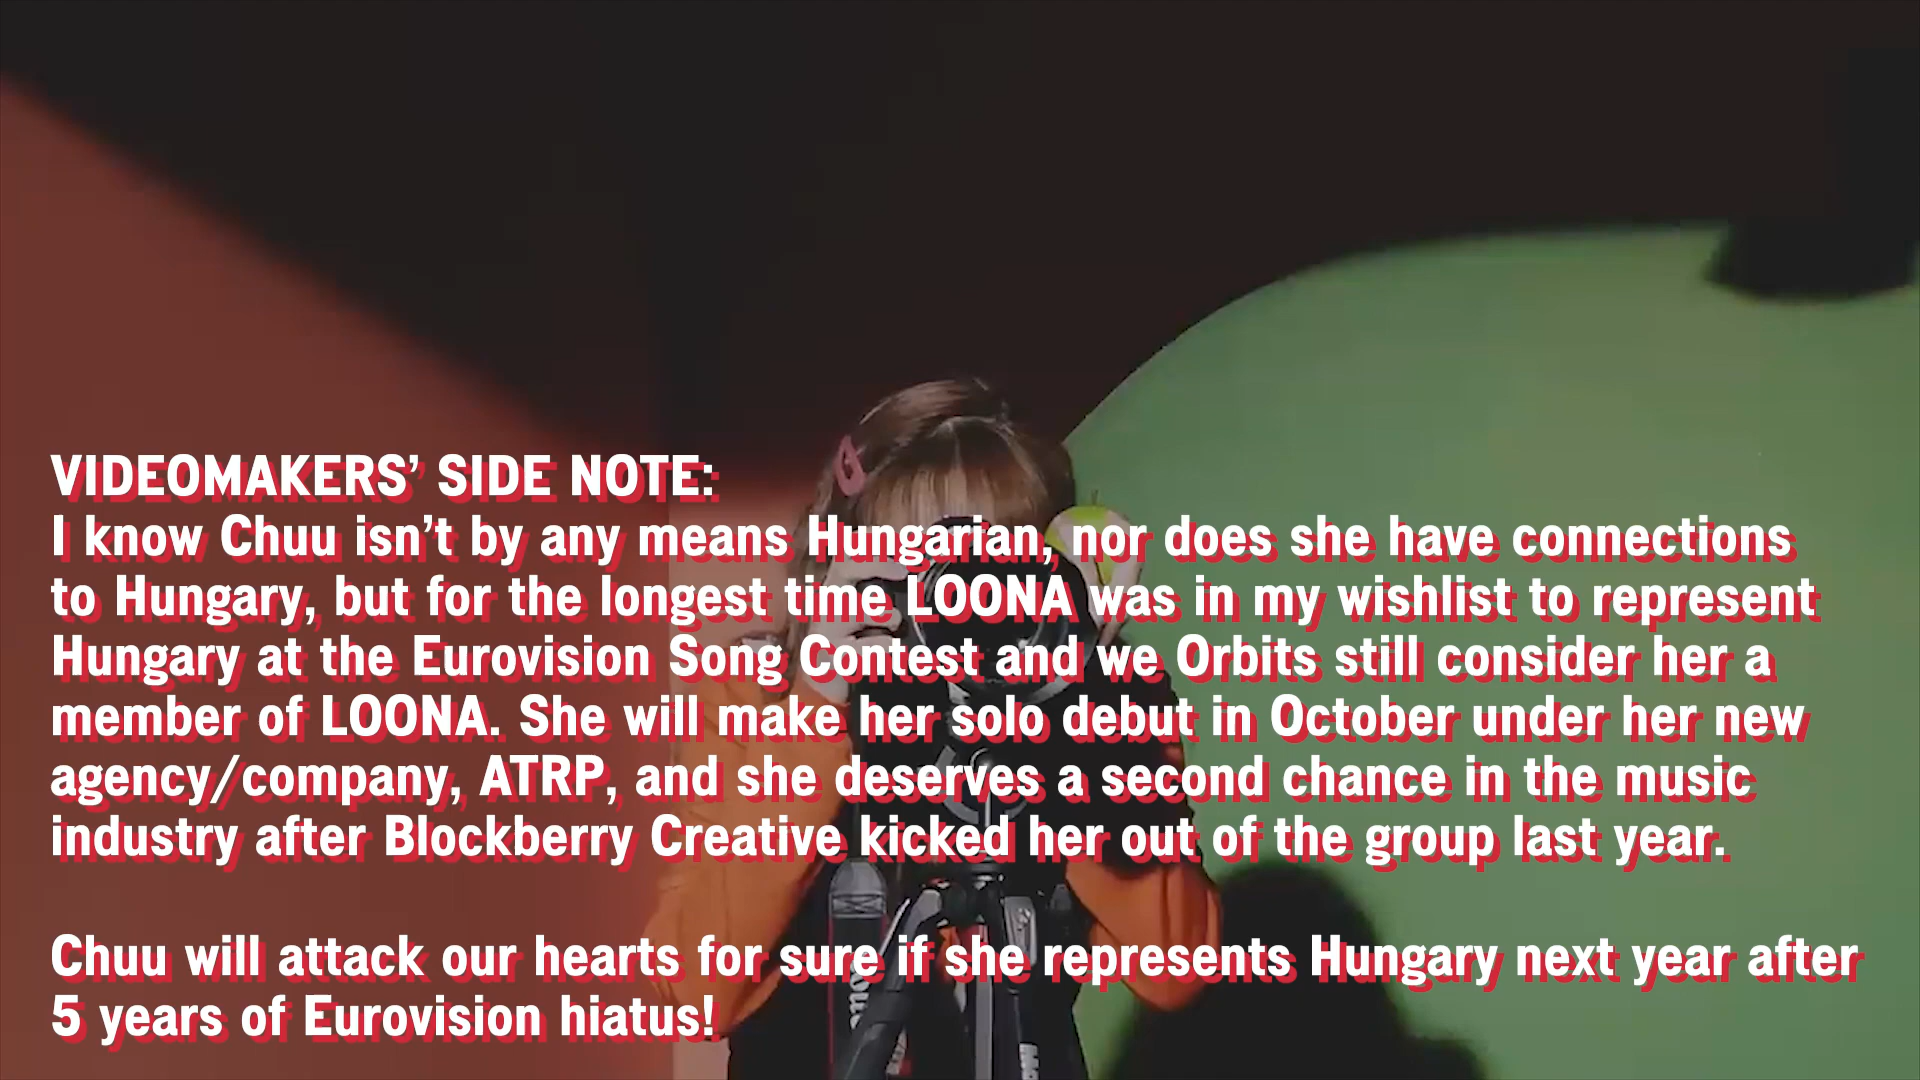 VIDEOMAKERS’ SIDE NOTE:
I know Chuu isn’t by any means Hungarian, nor does she have connections
to Hungary, but for the longest time LOONA was in my wishlist to represent
Hungary at the Eurovision Song Contest and we Orbits still consider her a
member of LOONA. She will make her solo debut in October under her new
agency/company, ATRP, and she deserves a second chance in the music
industry after Blockberry Creative kicked her out of the group last year.
Chuu will attack our hearts for sure if she represents Hungary next year after
5 years of Eurovision hiatus!